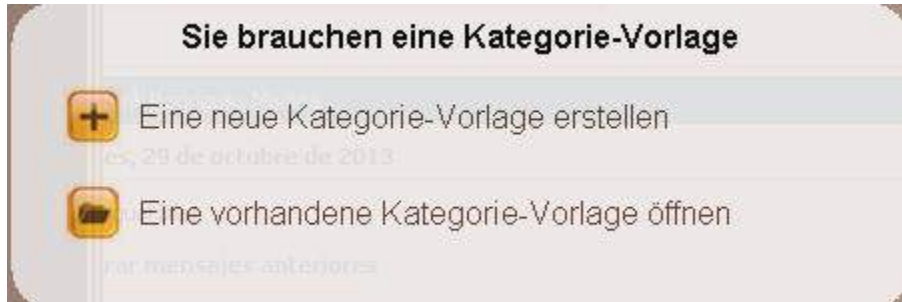 Sie brauchen eine Kategorie-Vorlage
Eine neue Kategorie-Vorlage erstellen
es, 29 de octubre de 2013
Eine vorhandene Kategorie-Vorlage öffnen
rar mensajes anteriores